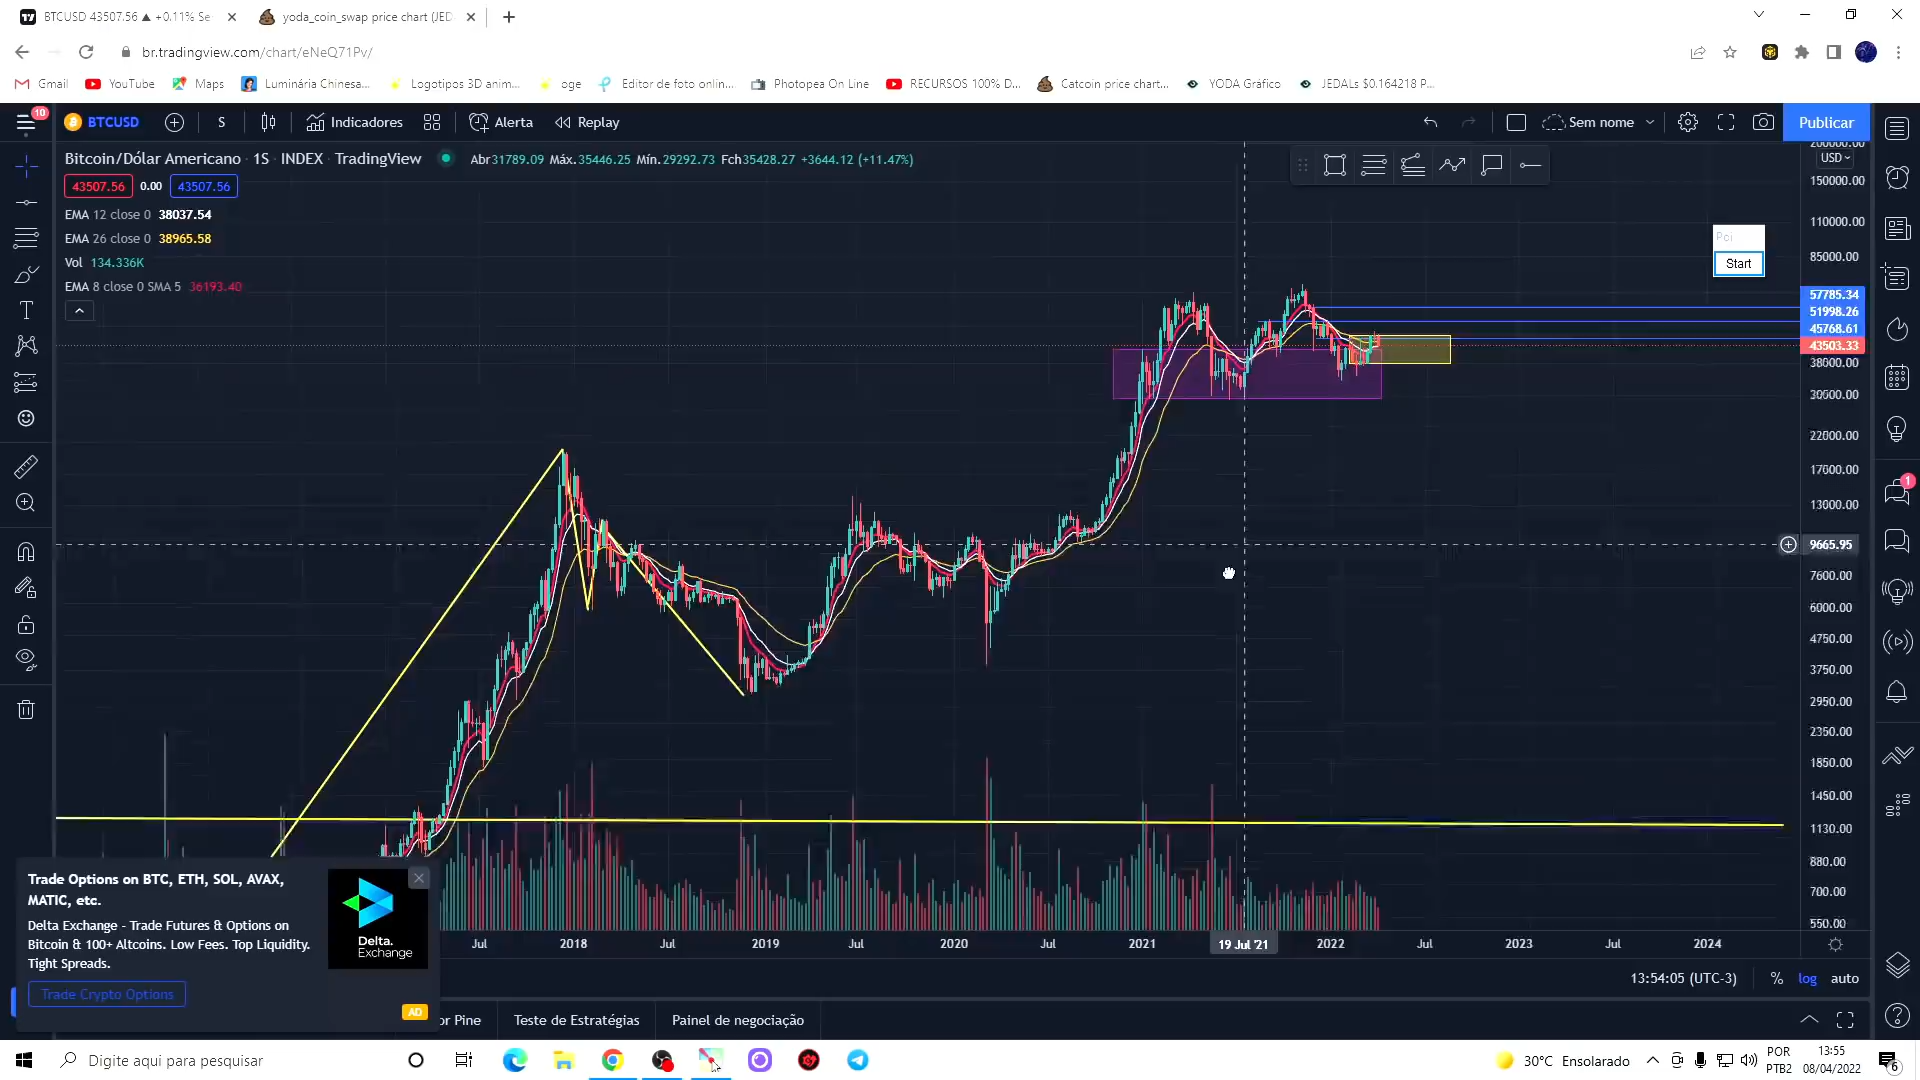 BTCUSD 43507.56 ▲ +0.11% Se
yoda_coin_swap price chart (JED
br.tradingview.com/chart/eNeQ71Pv/
Gmail
YouTube
Maps
Luminária Chinesa...
Logotipos 3D anim...
oge
Editor de foto onlin...
Photopea On Line
RECURSOS 100% D...
Catcoin price chart...
YODA Gráfico
JEDALs $0.164218 P...
10
BTCUSD
S
Indicadores
Alerta
Replay
Sem nome
Publicar
Bitcoin/Dólar Americano · 1S · INDEX · TradingView
Abr31789.09 Máx.35446.25 Mín.29292.73 Fch35428.27 +3644.12 (+11.47%)
43507.56 0.00 43507.56
EMA 12 close 0 38037.54
EMA 26 close 0 38965.58
Vol 134.336K
EMA 8 close 0 SMA 5 36193.40
Start
200000.00
USD
150000.00
110000.00
85000.00
57785.34
51998.26
45768.61
43503.33
38000.00
29000.00
22000.00
17000.00
13000.00
9665.95
7600.00
6000.00
4750.00
3750.00
2950.00
2350.00
1850.00
1450.00
1130.00
880.00
700.00
550.00
1
Trade Options on BTC, ETH, SOL, AVAX,
MATIC, etc.
Delta Exchange - Trade Futures & Options on
Bitcoin & 100+ Altcoins. Low Fees. Top Liquidity.
Tight Spreads.
Trade Crypto Options
Delta.
Exchange
AD
Jul
2018
Jul
2019
Jul
2020
Jul
2021
19 Jul '21
2022
Jul
2023
Jul
2024
13:54:05 (UTC-3)
%
log
auto
or Pine
Teste de Estratégias
Painel de negociação
Digite aqui para pesquisar
30°C Ensolarado
POR
PTB2
13:55
08/04/2022
6